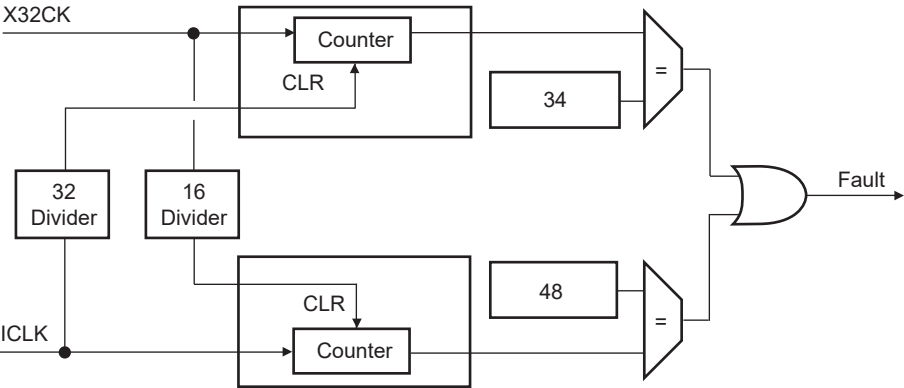 X32CK
Counter
CLR
34
=
32
Divider
16
Divider
Fault
48
CLR
=
ICLK
Counter